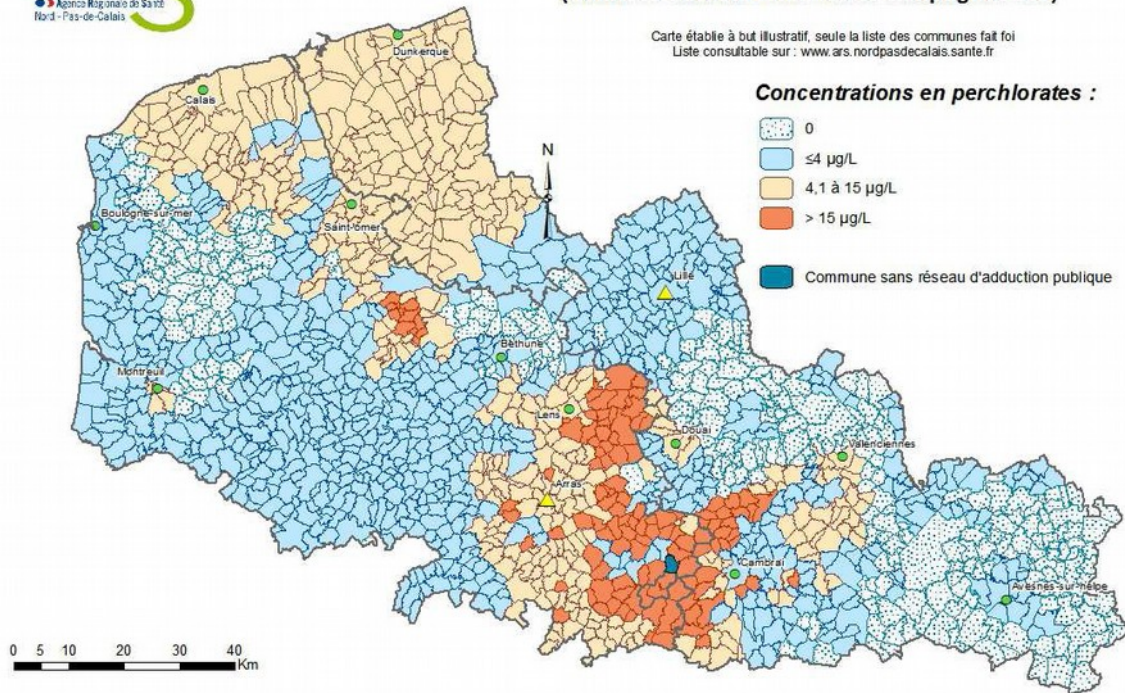 Agence Régionale de Santé
Nord - Pas-de-Calais
Carte établie à but illustratif, seule la liste des communes fait foi
Liste consultable sur : www.ars.nordpasdecalais.sante.fr
Concentrations en perchlorates :
0
≤4 µg/L
4,1 à 15 µg/L
> 15 µg/L
Commune sans réseau d'adduction publique
N
Dunkerque
Calais
Boulogne-sur-mer
Saint-omer
Lille
Béthune
Montreuil
Lens
Douai
Valenciennes
Arras
Cambrai
Avesnes-sur-helpe
0 5 10 20 30 40
Km